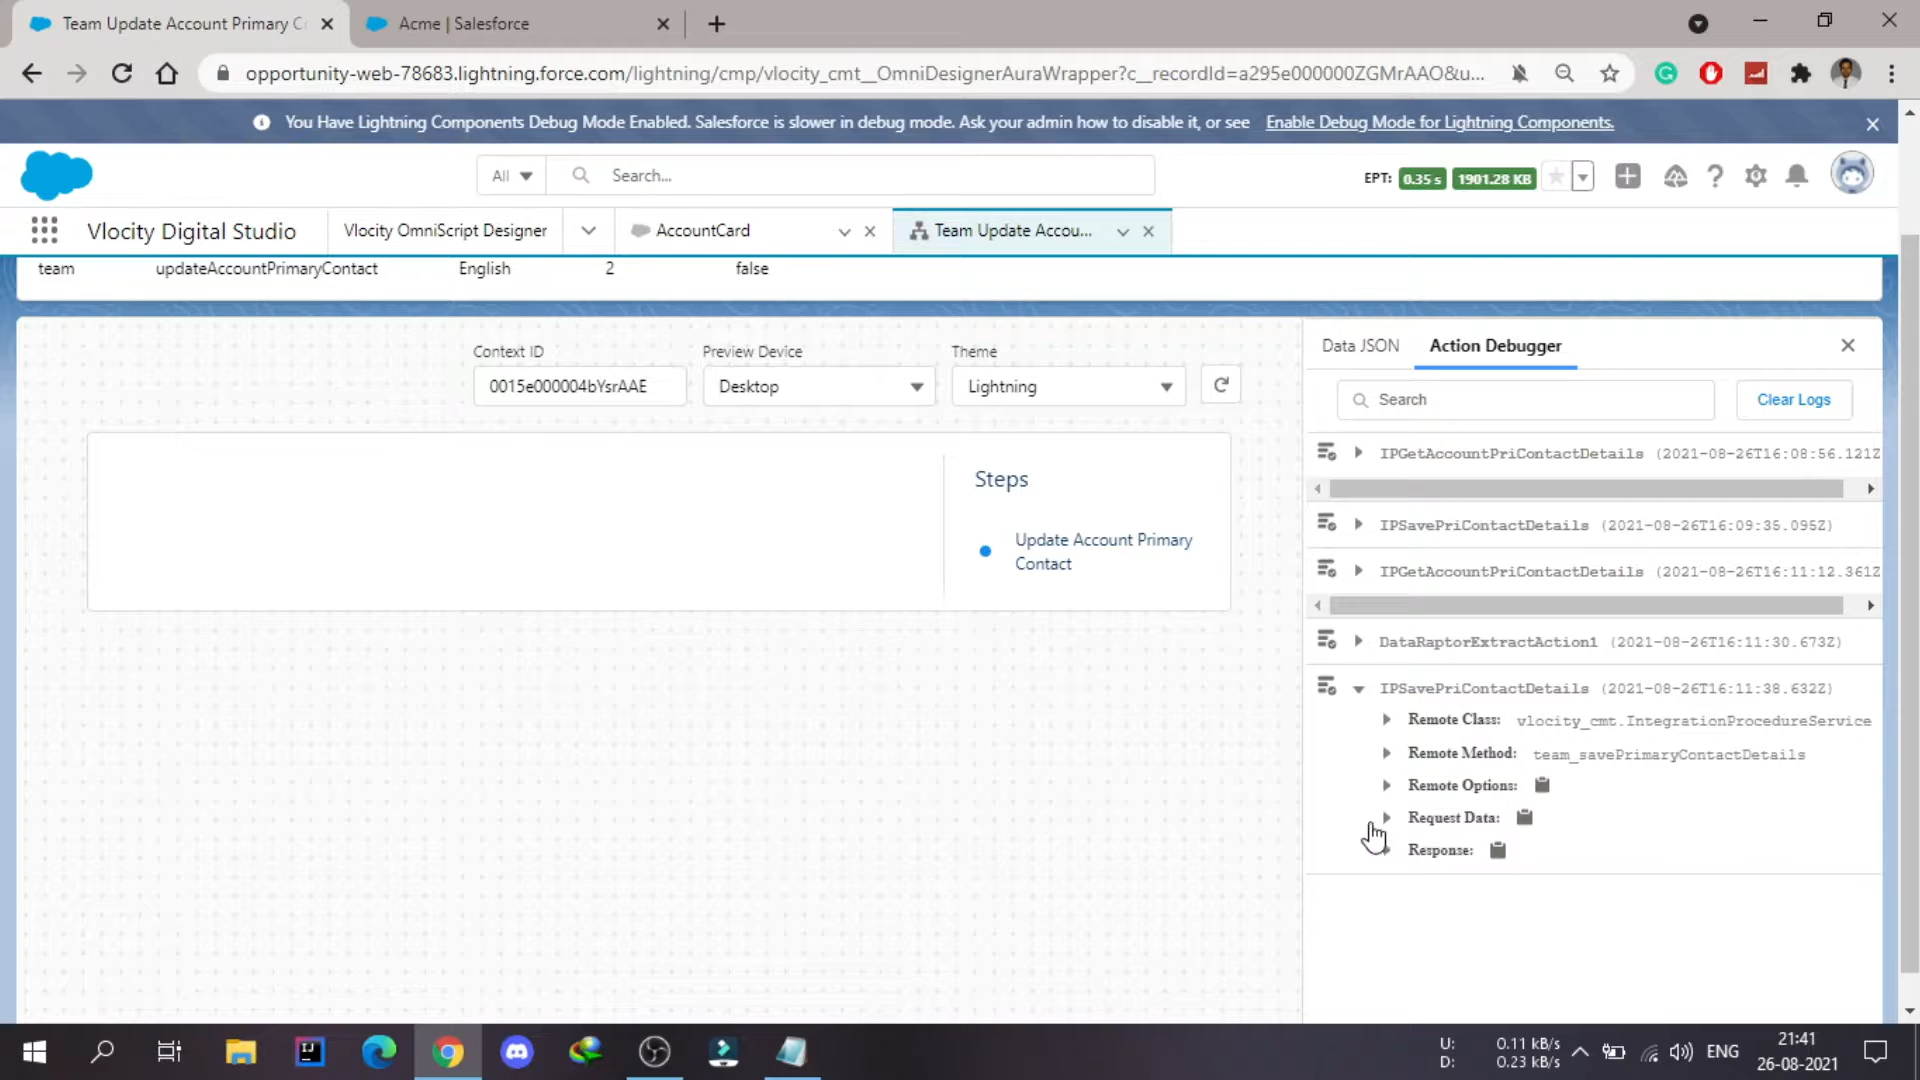 Team Update Account Primary C
Acme | Salesforce
opportunity-web-78683.lightning.force.com/lightning/cmp/vlocity_cmt__OmniDesignerAuraWrapper?c__recordId=a295e000000ZGMrAAO&u...
You Have Lightning Components Debug Mode Enabled. Salesforce is slower in debug mode. Ask your admin how to disable it, or see Enable Debug Mode for Lightning Components.
All Search... EPT: 0.35 s 1901.28 KB
Vlocity Digital Studio Vlocity OmniScript Designer AccountCard Team Update Accou...
team updateAccountPrimaryContact English 2 false
Context ID Preview Device Theme
0015e000004bYsrAAE Desktop Lightning
Steps
Update Account Primary
Contact
Data JSON Action Debugger
Search Clear Logs
IPGetAccountPriContactDetails (2021-08-26T16:08:56.121Z
IPSavePriContactDetails (2021-08-26T16:09:35.095Z)
IPGetAccountPriContactDetails (2021-08-26T16:11:12.361Z
DataRaptorExtractAction1 (2021-08-26T16:11:30.673Z)
IPSavePriContactDetails (2021-08-26T16:11:38.632Z)
Remote Class: vlocity_cmt.IntegrationProcedureService
Remote Method: team_savePrimaryContactDetails
Remote Options:
Request Data:
Response:
U: 0.11 kB/s
D: 0.23 kB/s
ENG
21:41
26-08-2021